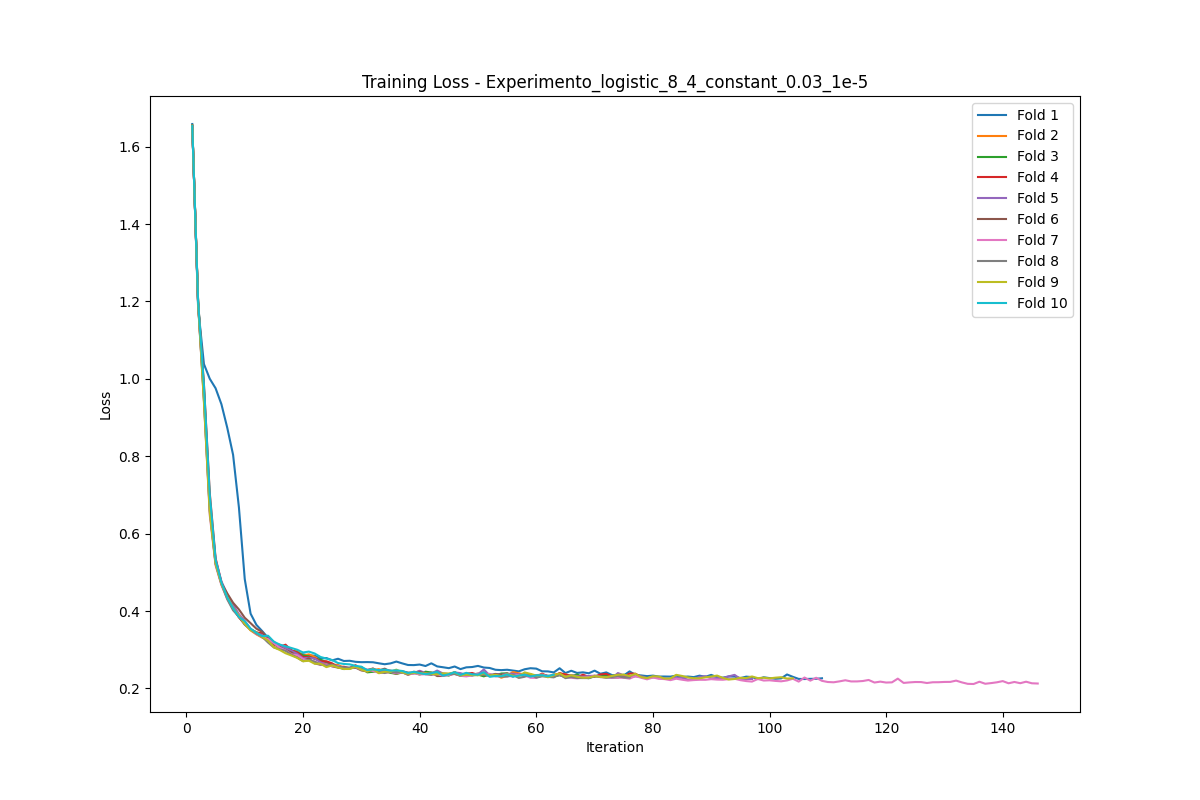 Training Loss - Experimento_logistic_8_4_constant_0.03_1e-5
Loss
1.6
1.4
1.2
1.0
0.8
0.6
0.4
0.2
Fold 1
Fold 2
Fold 3
Fold 4
Fold 5
Fold 6
Fold 7
Fold 8
Fold 9
Fold 10
0 20 40 60 80 100 120 140
Iteration